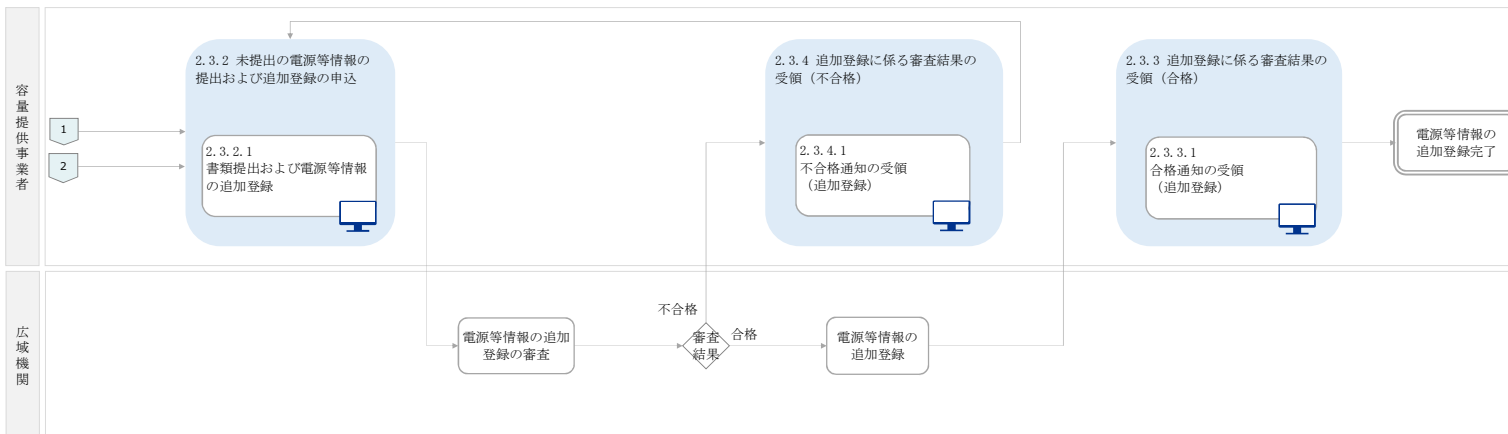 容量提供事業者
1
2
2.3.2 未提出の電源等情報の
提出および追加登録の申込
2.3.2.1
書類提出および電源等情報
の追加登録
2.3.4 追加登録に係る審査結果の
受領（不合格）
2.3.4.1
不合格通知の受領
（追加登録）
2.3.3 追加登録に係る審査結果の
受領（合格）
2.3.3.1
合格通知の受領
（追加登録）
電源等情報の
追加登録完了
広域機関
電源等情報の追加
登録の審査
不合格
審査
結果
合格
電源等情報の
追加登録